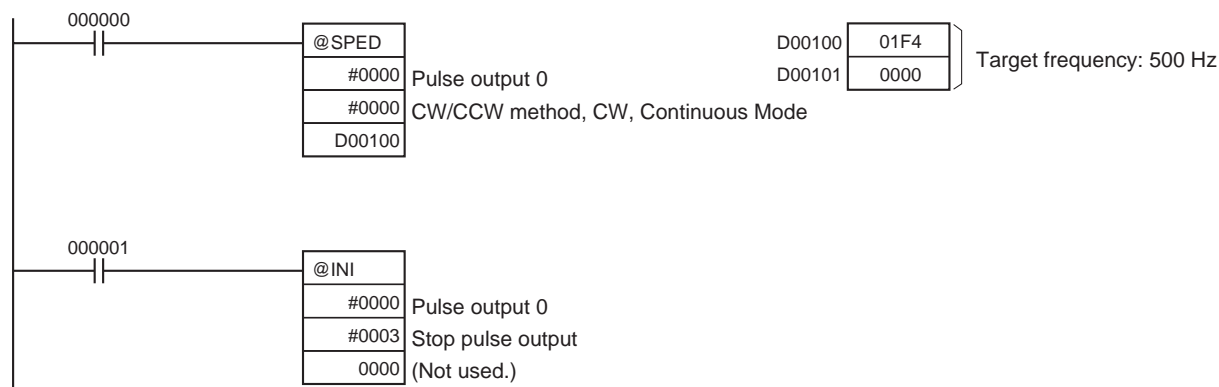 000000
@SPED
#0000 Pulse output 0
#0000 CW/CCW method, CW, Continuous Mode
D00100
D00100 01F4
D00101 0000
Target frequency: 500 Hz
000001
@INI
#0000 Pulse output 0
#0003 Stop pulse output
0000 (Not used.)